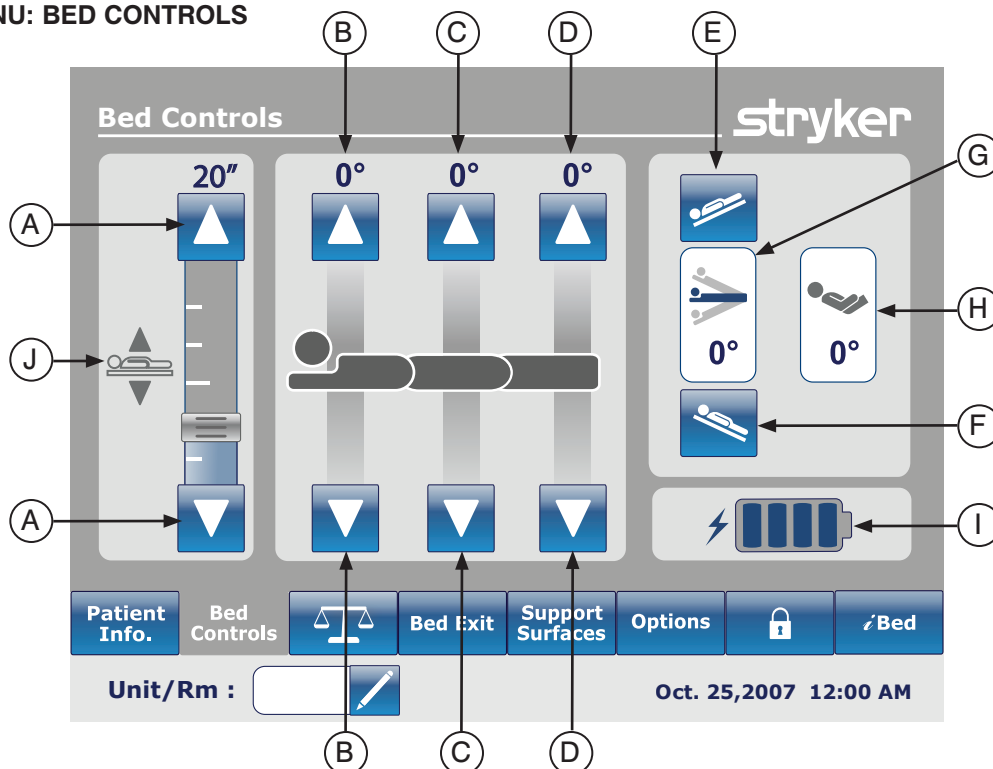 NU: BED CONTROLS
B C D E
Bed Controls
stryker
20" 0° 0° 0°
G
A
H
J
0° 0°
F
A
I
Patient Info.
Bed Controls
Bed Exit
Support Surfaces
Options
iBed
Unit/Rm :
Oct. 25,2007 12:00 AM
B C D